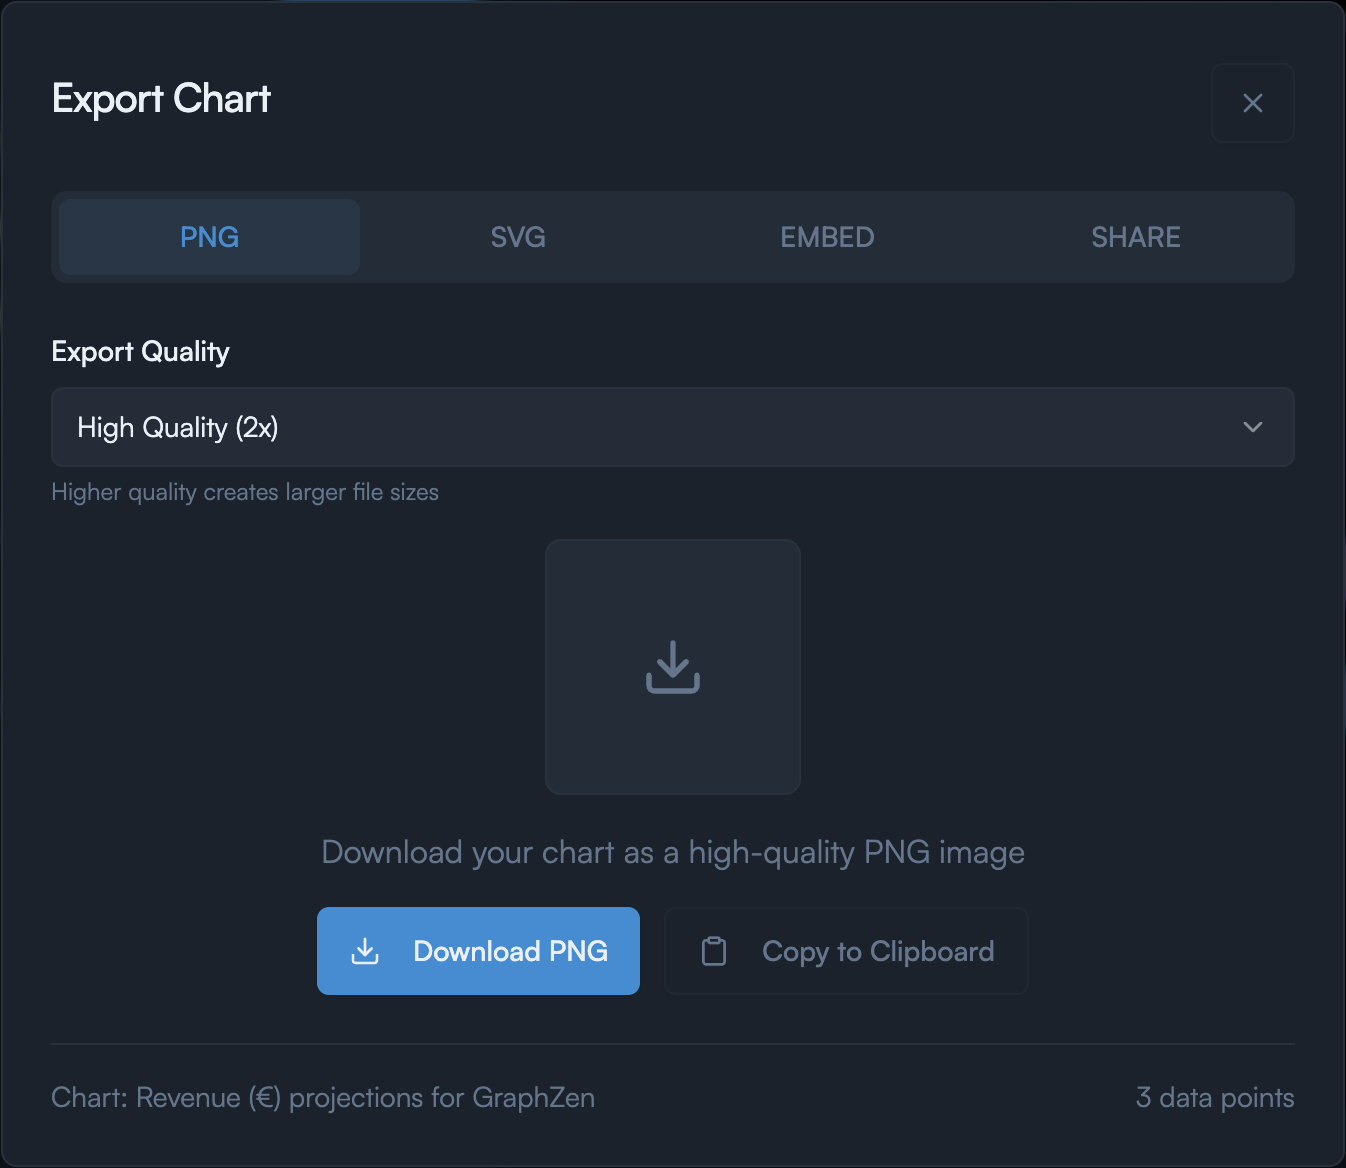 Export Chart
PNG
SVG
EMBED
SHARE
Export Quality
High Quality (2x)
Higher quality creates larger file sizes
Download your chart as a high-quality PNG image
Download PNG
Copy to Clipboard
Chart: Revenue (€) projections for GraphZen
3 data points